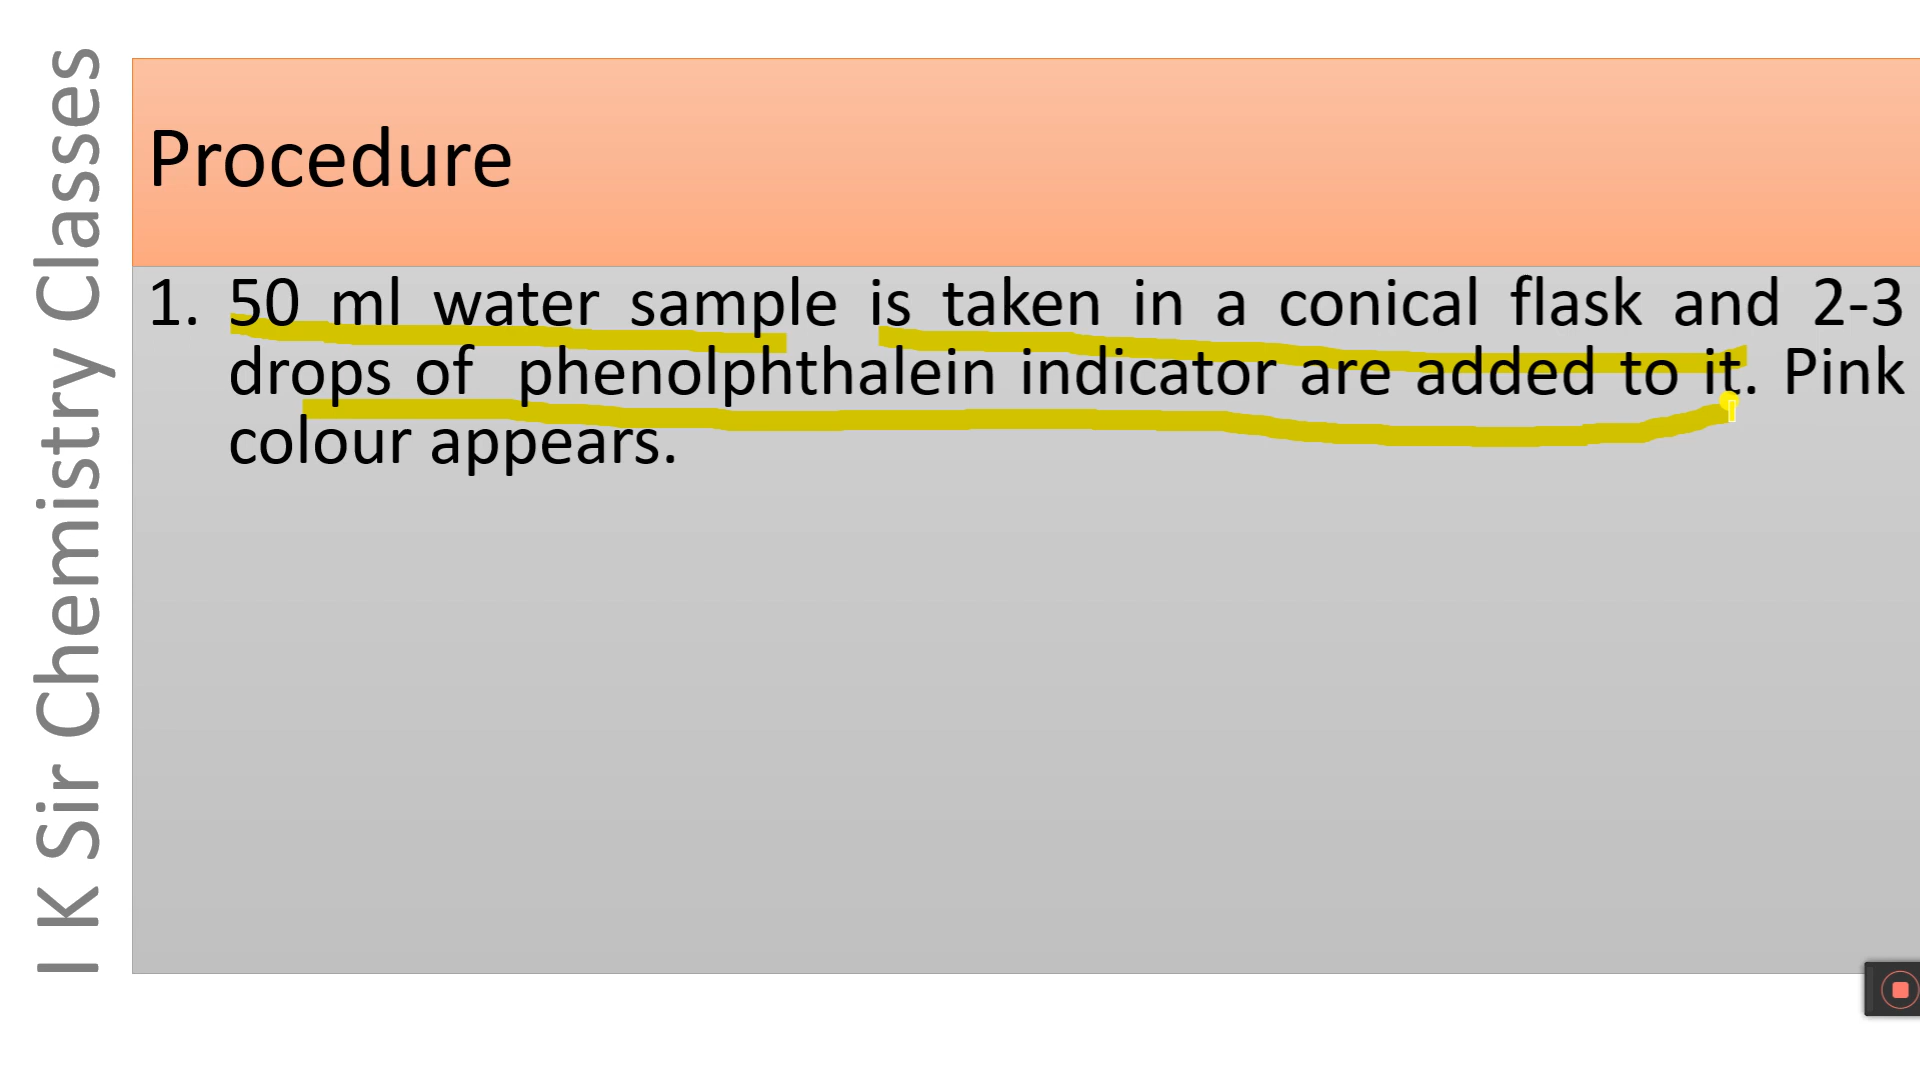 I K Sir Chemistry Classes
Procedure
1. 50 ml water sample is taken in a conical flask and 2-3
drops of phenolphthalein indicator are added to it. Pink
colour appears.